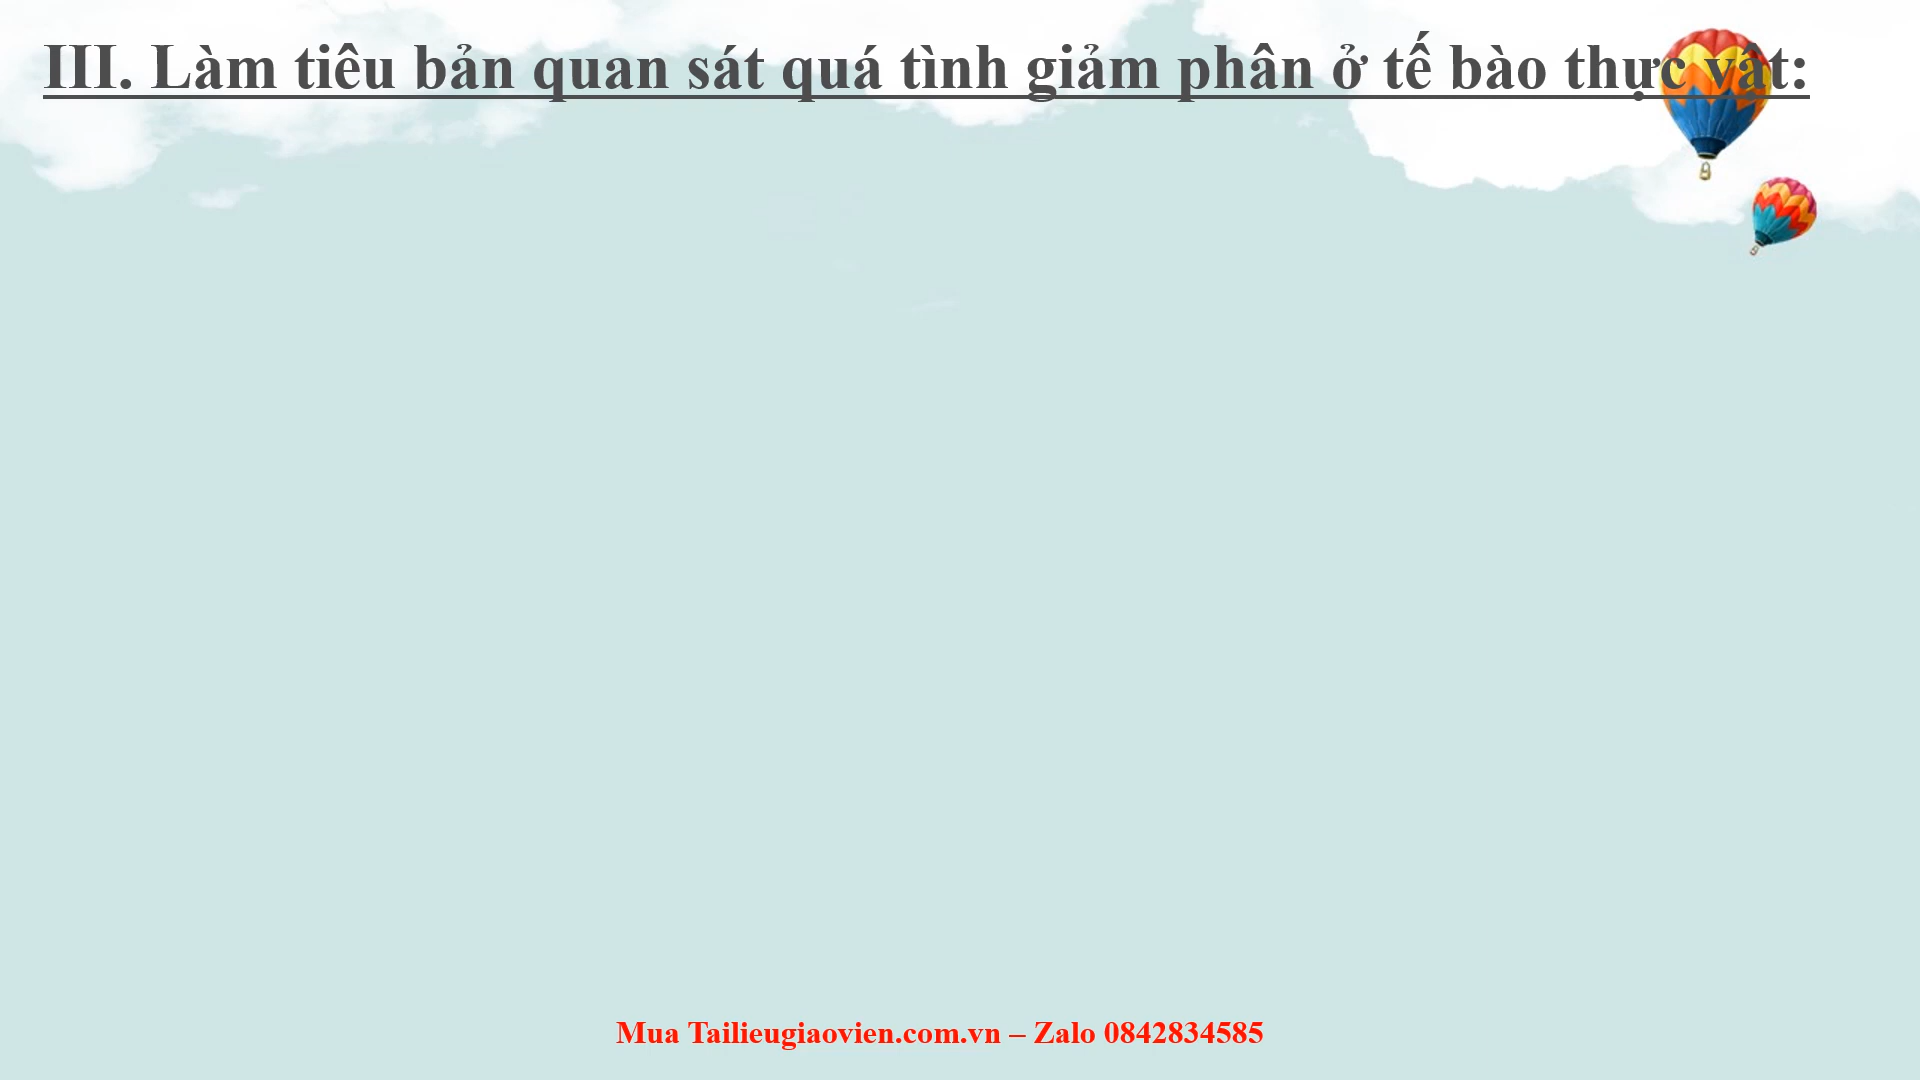 III. Làm tiêu bản quan sát quá tình giảm phân ở tế bào thực vật:
Mua Tailieugiaovien.com.vn – Zalo 0842834585